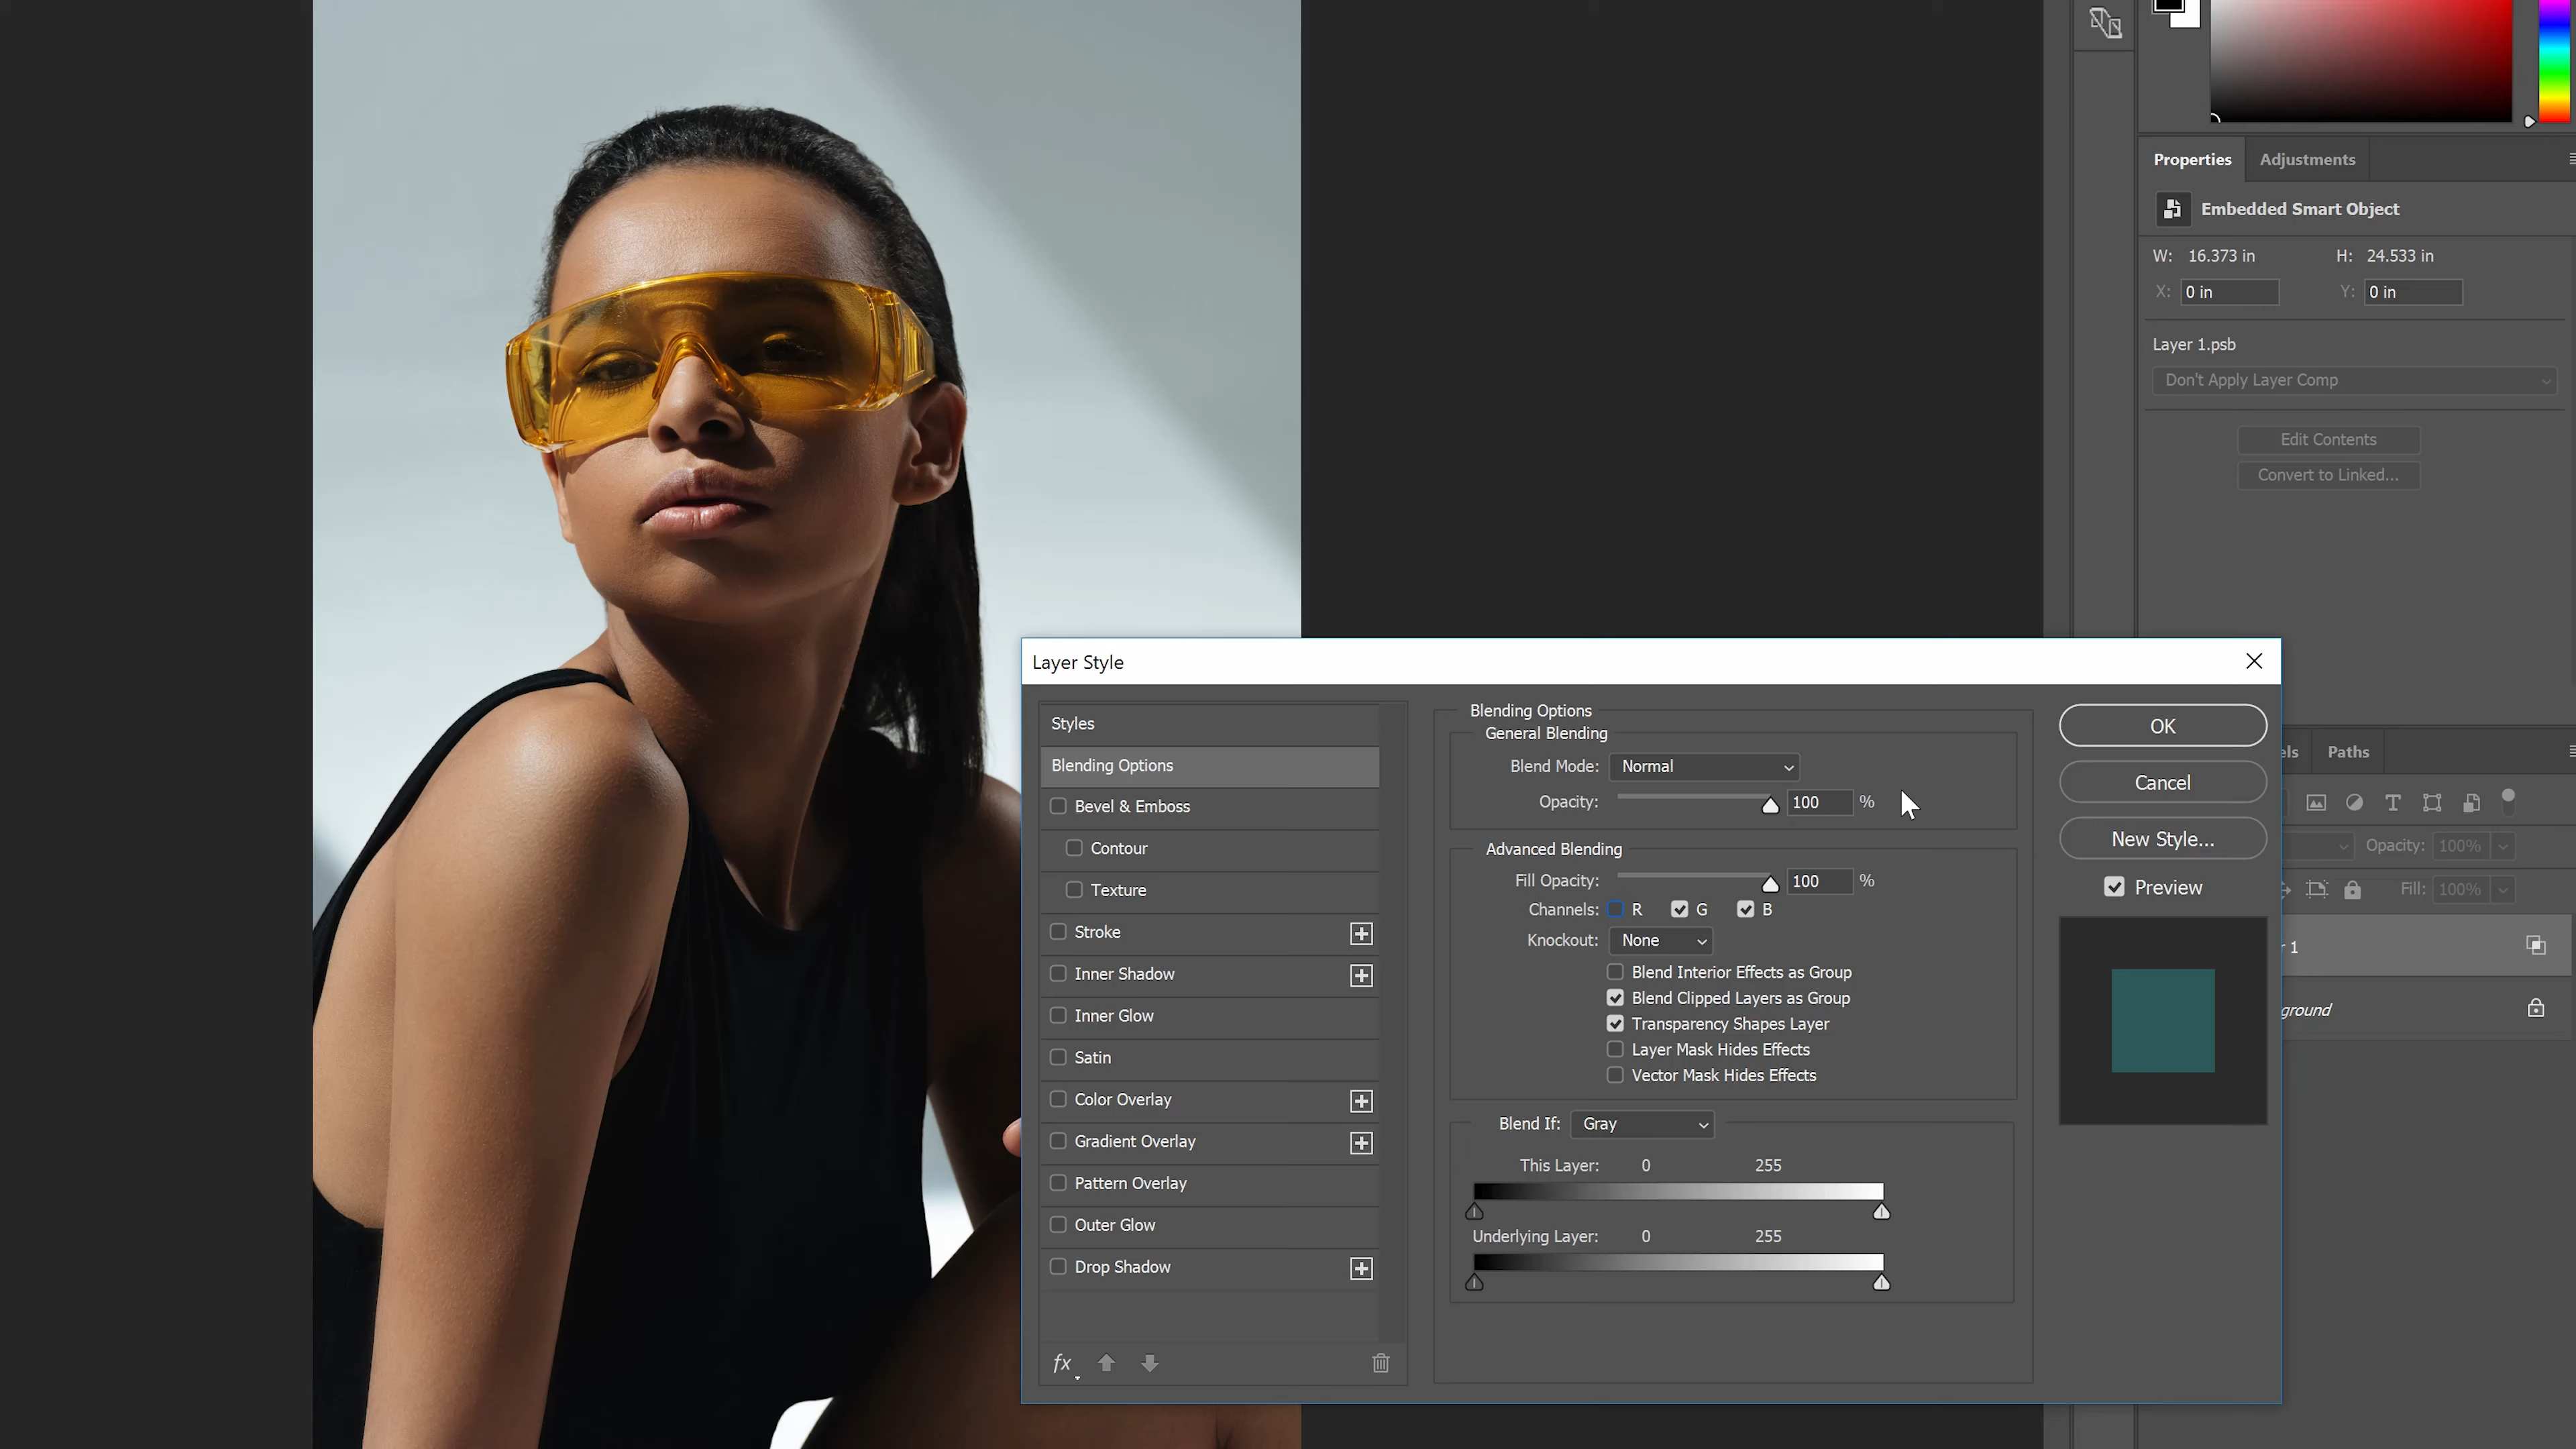 Properties
Adjustments
Embedded Smart Object
W: 16.373 in H: 24.533 in
X: 0 in Y: 0 in
Layer 1.psb
Don't Apply Layer Comp
Edit Contents
Convert to Linked...
Layer Style
Styles
Blending Options
Bevel & Emboss
Contour
Texture
Stroke
Inner Shadow
Inner Glow
Satin
Color Overlay
Gradient Overlay
Pattern Overlay
Outer Glow
Drop Shadow
fx
Blending Options
General Blending
Blend Mode: Normal
Opacity: 100 %
Advanced Blending
Fill Opacity: 100 %
Channels: R G B
Knockout: None
Blend Interior Effects as Group
Blend Clipped Layers as Group
Transparency Shapes Layer
Layer Mask Hides Effects
Vector Mask Hides Effects
Blend If: Gray
This Layer: 0 255
Underlying Layer: 0 255
OK
Cancel
New Style...
Preview
els
Paths
Opacity: 100%
Fill: 100%
r 1
ground